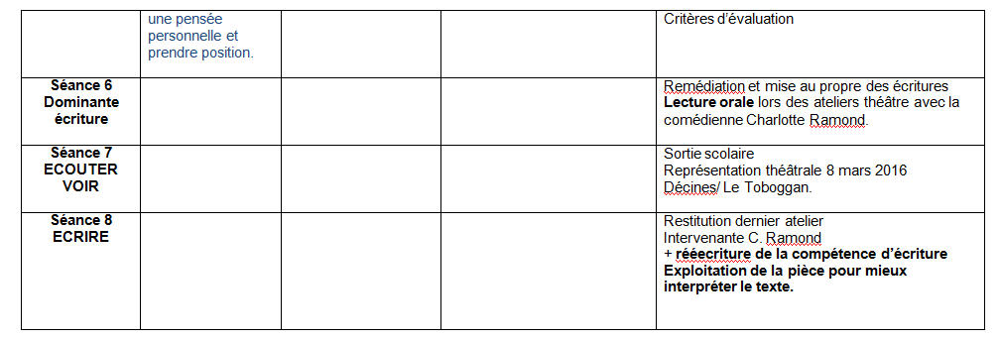 une pensée
personnelle et
prendre position.
Critères d’évaluation
Séance 6
Dominante
écriture
Remédiation et mise au propre des écritures
Lecture orale lors des ateliers théâtre avec la
comédienne Charlotte Ramond.
Séance 7
ECOUTER
VOIR
Sortie scolaire
Représentation théâtrale 8 mars 2016
Décines/ Le Toboggan.
Séance 8
ECRIRE
Restitution dernier atelier
Intervenante C. Ramond
+ rééecriture de la compétence d’écriture
Exploitation de la pièce pour mieux
interpréter le texte.